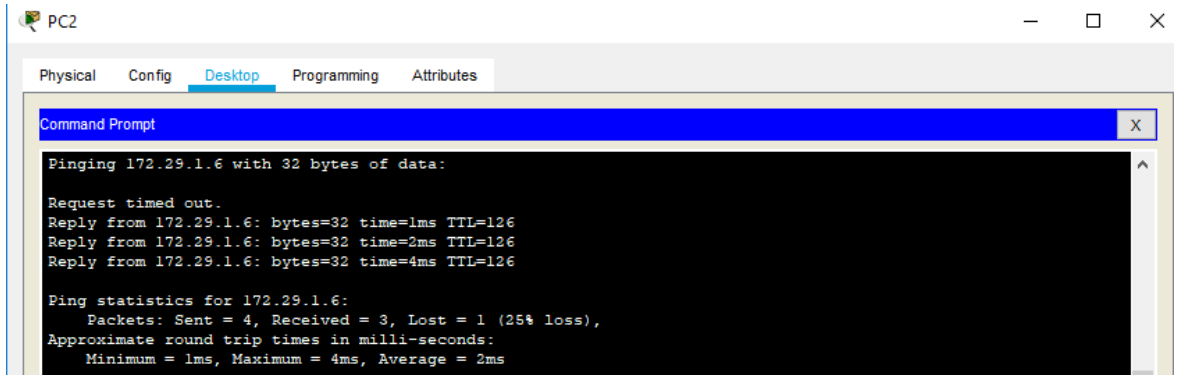 PC2
Physical Config Desktop Programming Attributes
Command Prompt
X
Pinging 172.29.1.6 with 32 bytes of data:
Request timed out.
Reply from 172.29.1.6: bytes=32 time=1ms TTL=126
Reply from 172.29.1.6: bytes=32 time=2ms TTL=126
Reply from 172.29.1.6: bytes=32 time=4ms TTL=126
Ping statistics for 172.29.1.6:
Packets: Sent = 4, Received = 3, Lost = 1 (25% loss),
Approximate round trip times in milli-seconds:
Minimum = 1ms, Maximum = 4ms, Average = 2ms